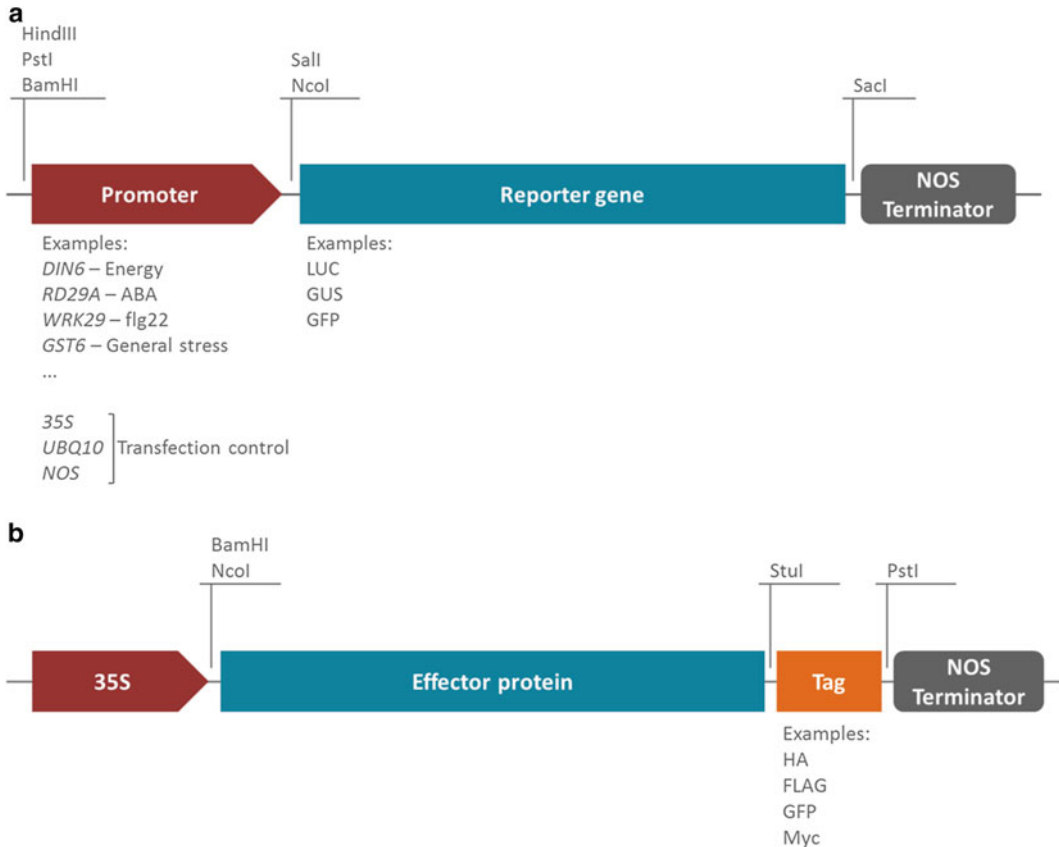 a
HindIII
PstI
BamHI
SalI
NcoI
SacI
Promoter
Reporter gene
NOS
Terminator
Examples:
DIN6 – Energy
RD29A – ABA
WRK29 – flg22
GST6 – General stress
...
Examples:
LUC
GUS
GFP
35S
UBQ10
NOS
Transfection control
b
BamHI
NcoI
StuI
PstI
35S
Effector protein
Tag
NOS
Terminator
Examples:
HA
FLAG
GFP
Myc